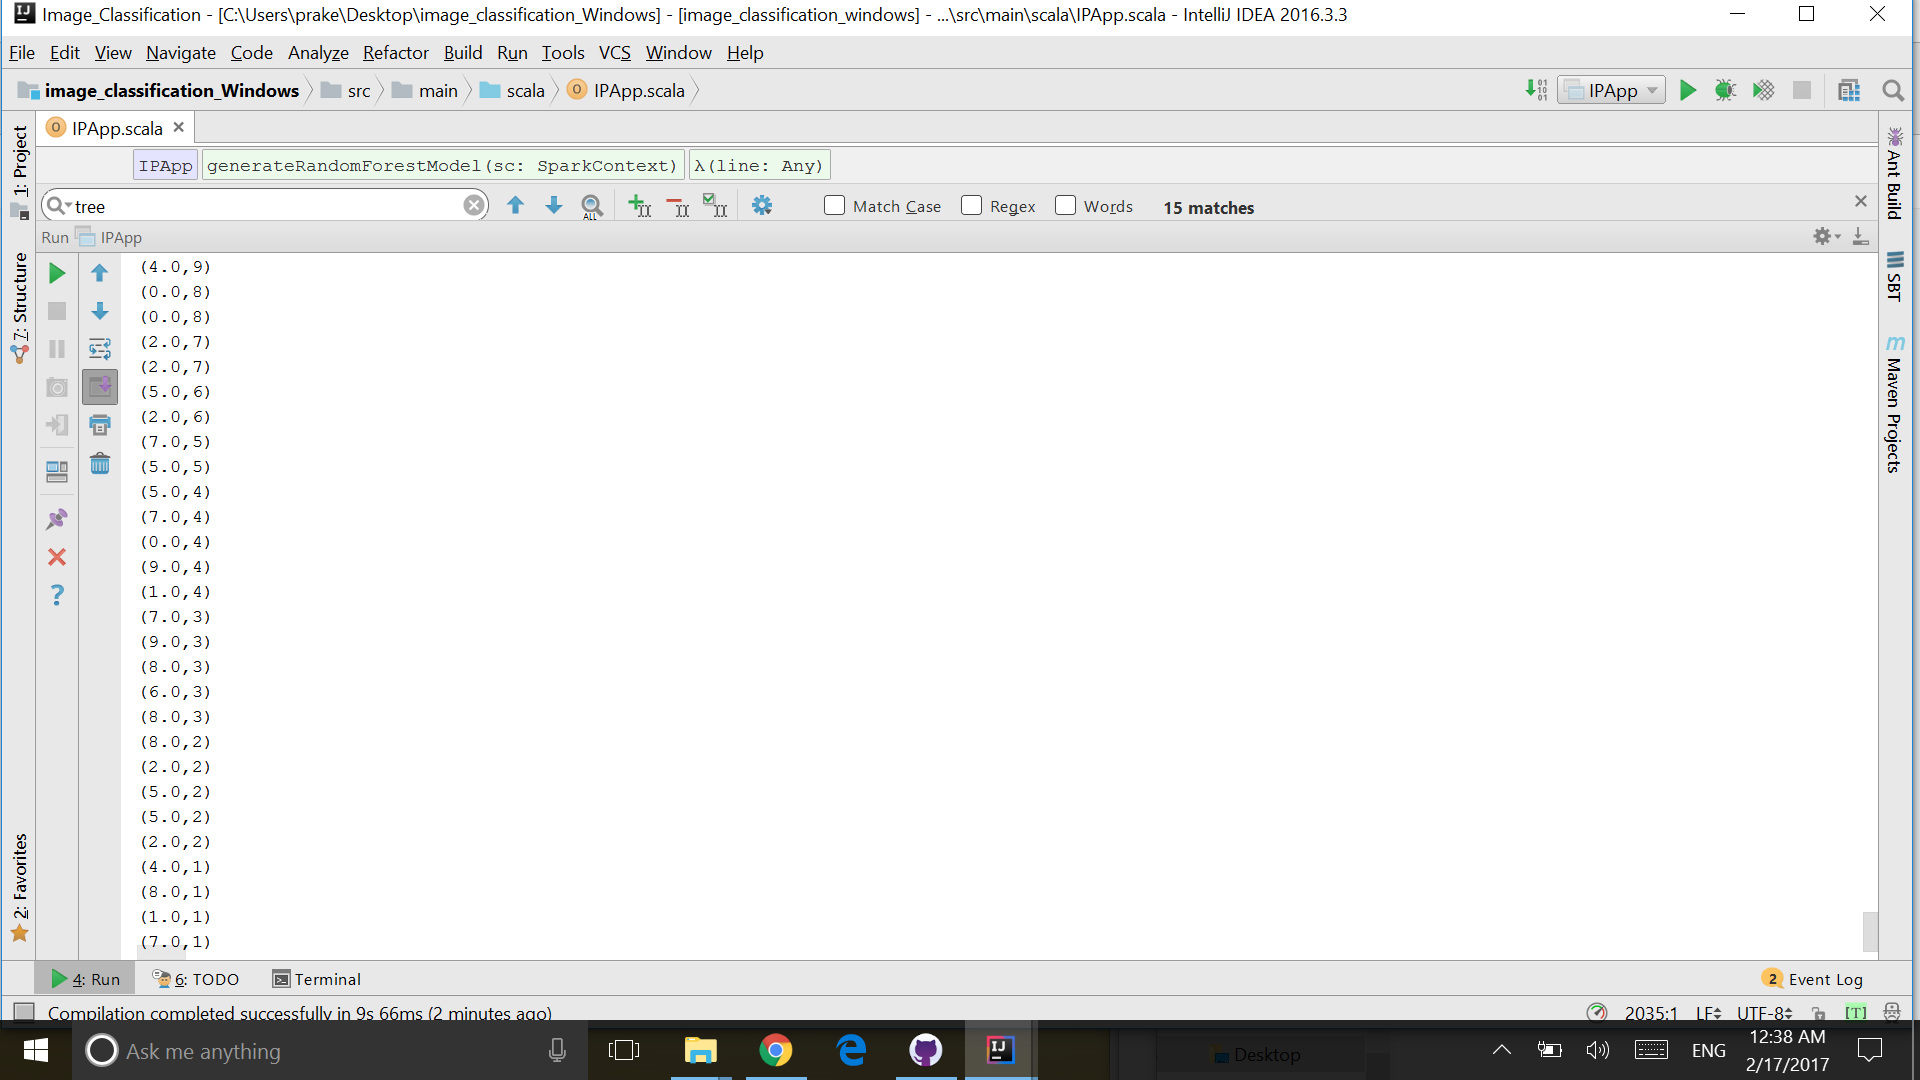 Image_Classification - [C:\Users\prake\Desktop\image_classification_Windows] - [image_classification_windows] - ...\src\main\scala\IPApp.scala - IntelliJ IDEA 2016.3.3
File Edit View Navigate Code Analyze Refactor Build Run Tools VCS Window Help
image_classification_Windows src main scala IPApp.scala IPApp
IPApp.scala
IPApp generateRandomForestModel(sc: SparkContext) λ(line: Any)
tree ALL Match Case Regex Words 15 matches
Run IPApp
(4.0,9)
(0.0,8)
(0.0,8)
(2.0,7)
(2.0,7)
(5.0,6)
(2.0,6)
(7.0,5)
(5.0,5)
(5.0,4)
(7.0,4)
(0.0,4)
(9.0,4)
(1.0,4)
(7.0,3)
(9.0,3)
(8.0,3)
(6.0,3)
(8.0,3)
(8.0,2)
(2.0,2)
(5.0,2)
(5.0,2)
(2.0,2)
(4.0,1)
(8.0,1)
(1.0,1)
(7.0,1)
1: Project
7: Structure
2: Favorites
Ant Build
SBT
m Maven Projects
4: Run 6: TODO Terminal 2 Event Log
Compilation completed successfully in 9s 66ms (2 minutes ago) 2035:1 LF UTF-8 [T]
Ask me anything Desktop ENG 12:38 AM
2/17/2017